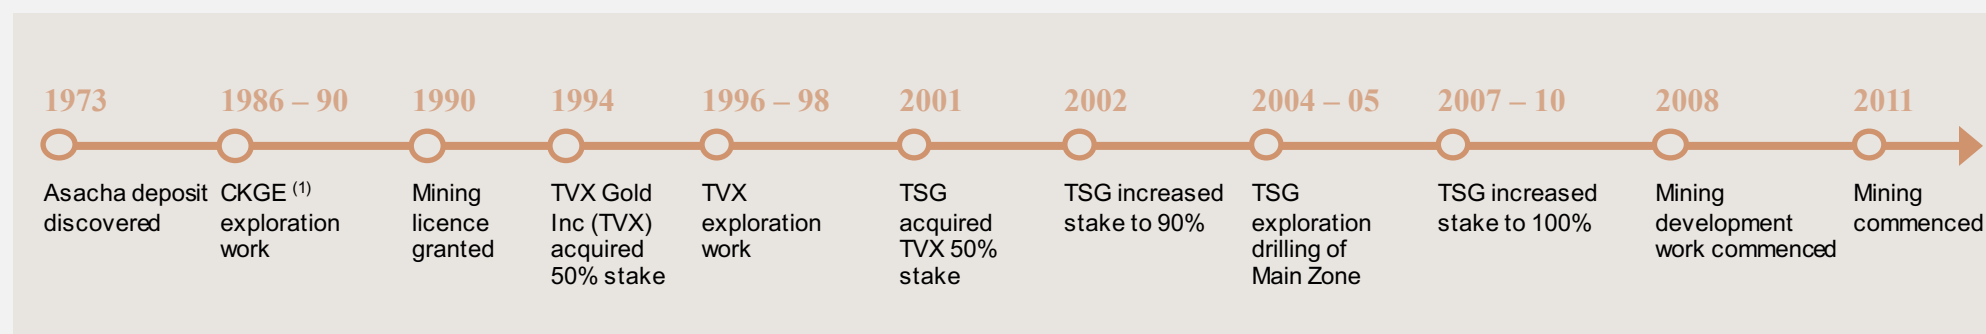 1973
Asacha deposit
discovered
1986 – 90
CKGE (1)
exploration
work
1990
Mining
licence
granted
1994
TVX Gold
Inc (TVX)
acquired
50% stake
1996 – 98
TVX
exploration
work
2001
TSG
acquired
TVX 50%
stake
2002
TSG increased
stake to 90%
2004 – 05
TSG
exploration
drilling of
Main Zone
2007 – 10
TSG increased
stake to 100%
2008
Mining
development
work commenced
2011
Mining
commenced